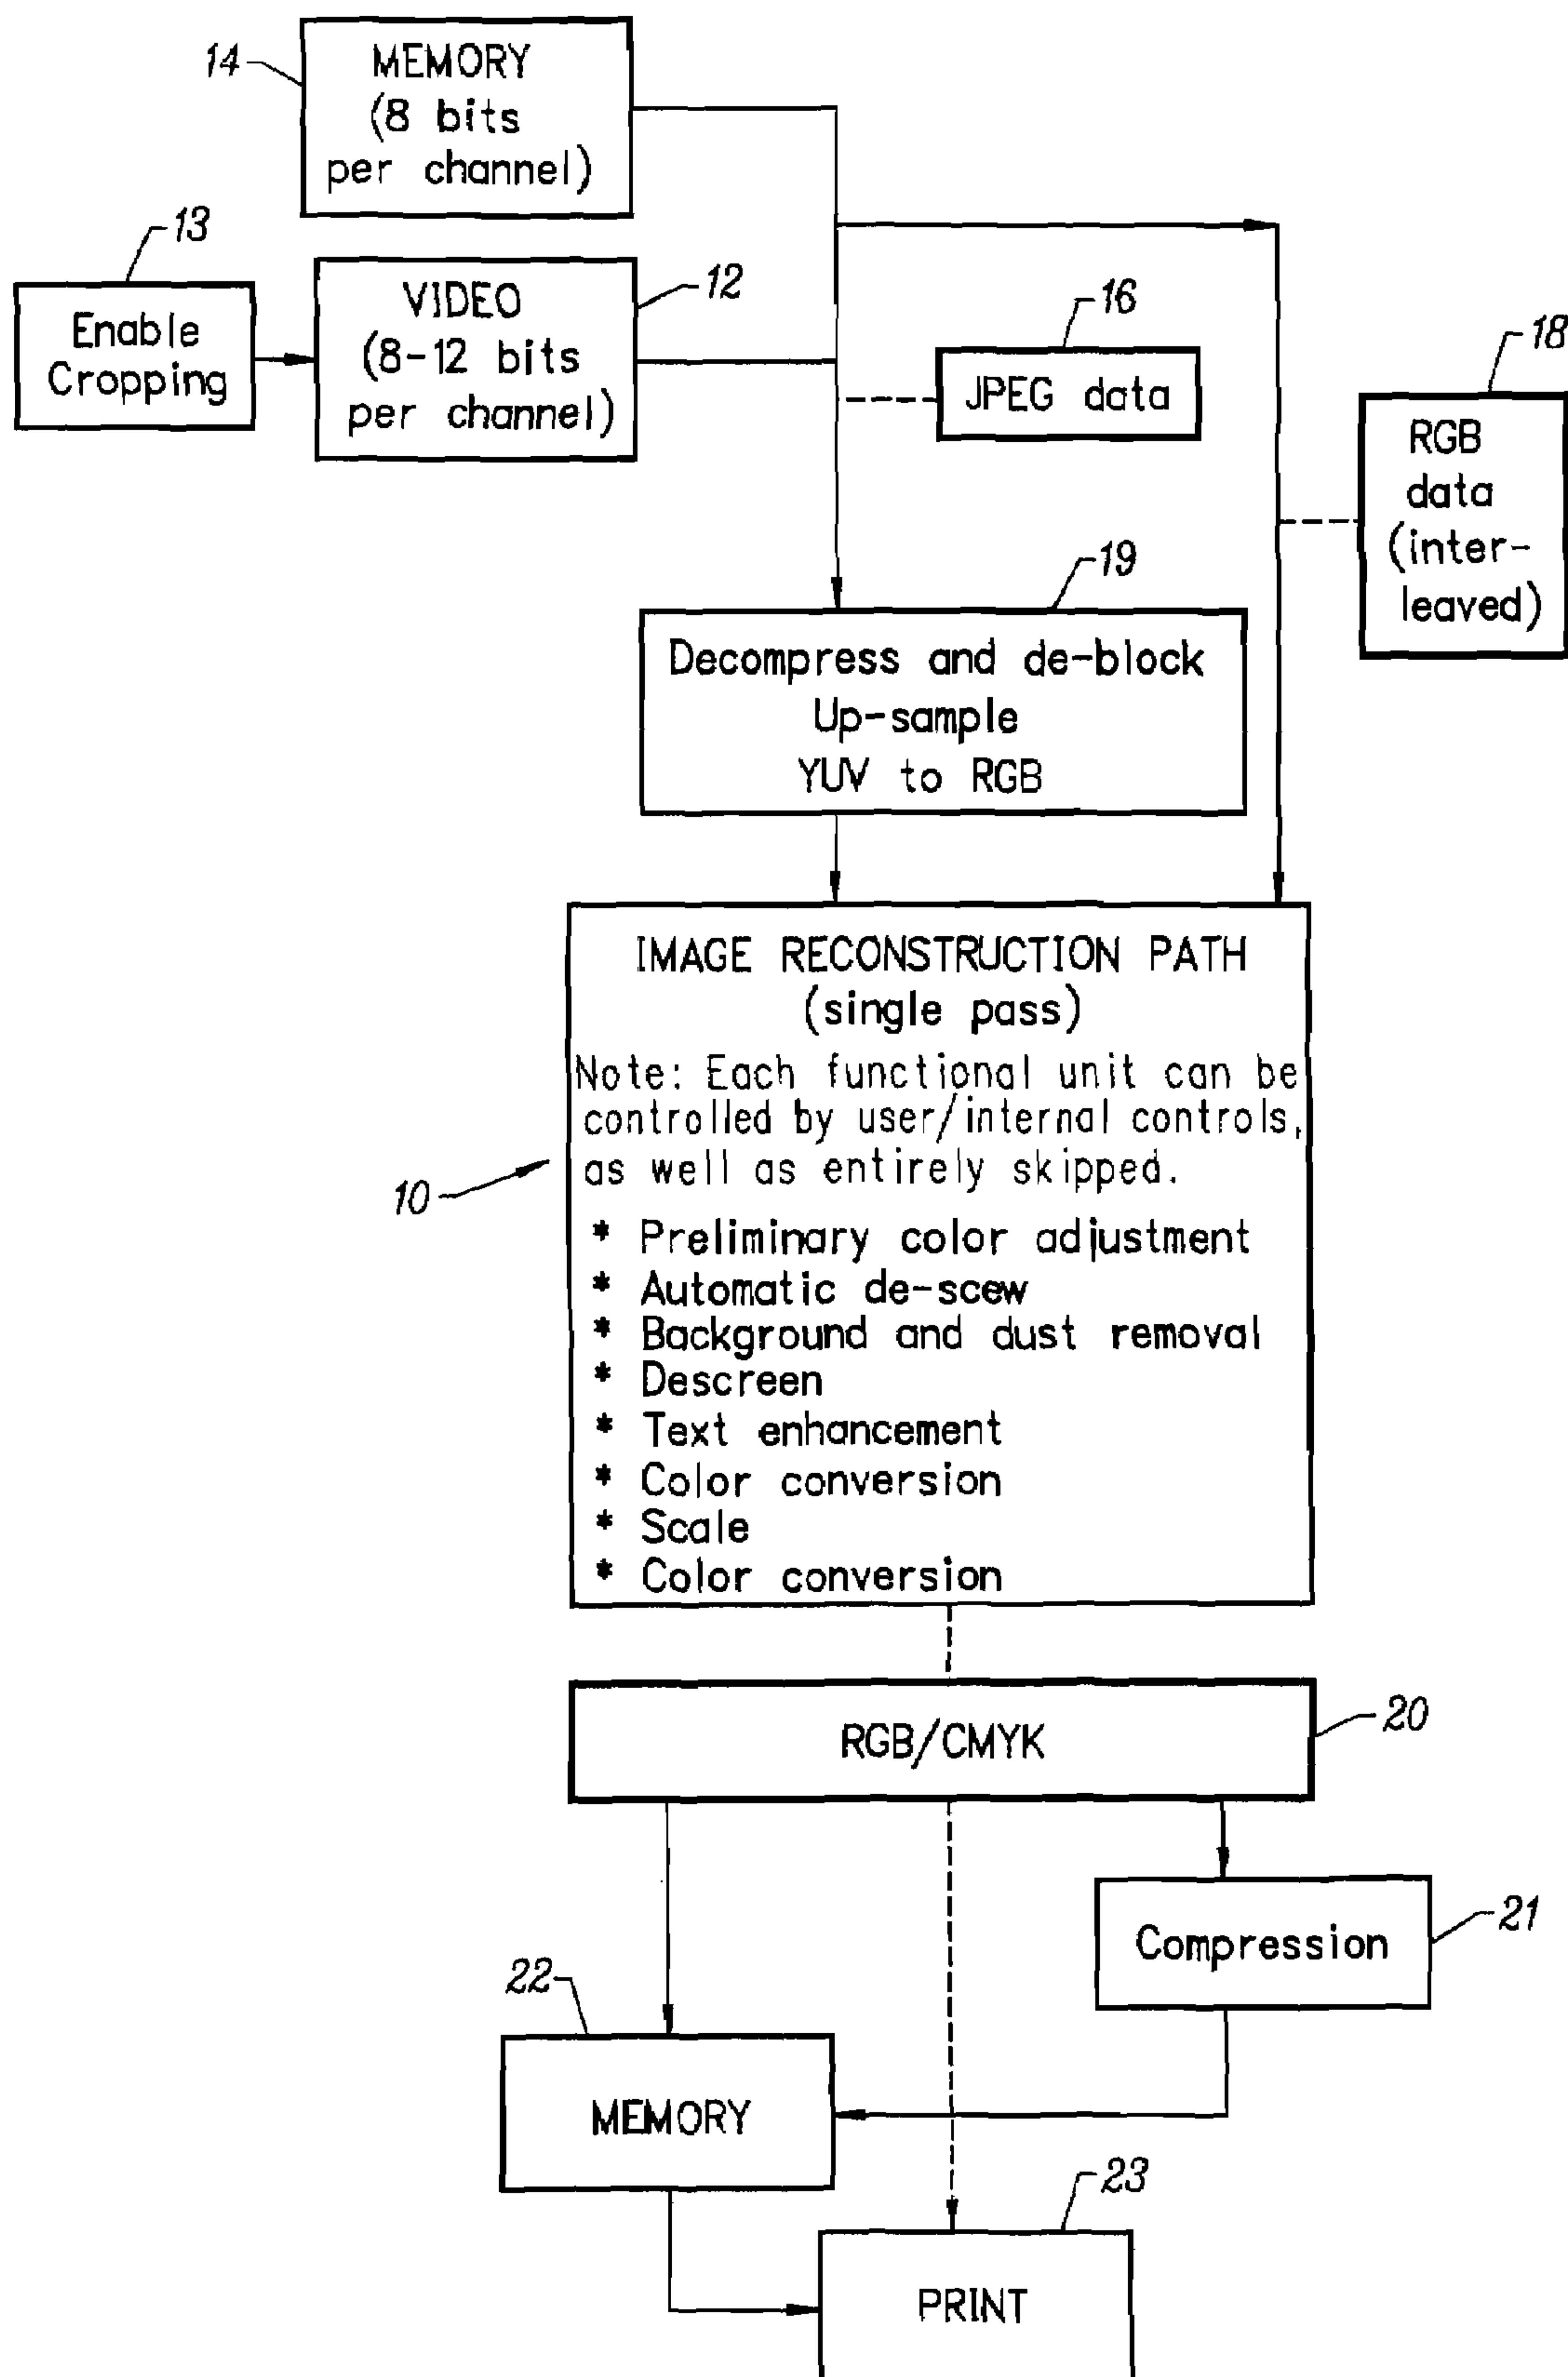 14
MEMORY
(8 bits
per channel)
13
Enable
Cropping
VIDEO
(8-12 bits
per channel)
12
16
JPEG data
18
RGB
data
(inter-
leaved)
19
Decompress and de-block
Up-sample
YUV to RGB
IMAGE RECONSTRUCTION PATH
(single pass)
Note: Each functional unit can be
controlled by user/internal controls,
as well as entirely skipped.
10
* Preliminary color adjustment
* Automatic de-scew
* Background and dust removal
* Descreen
* Text enhancement
* Color conversion
* Scale
* Color conversion
RGB/CMYK
20
Compression
21
22
MEMORY
23
PRINT